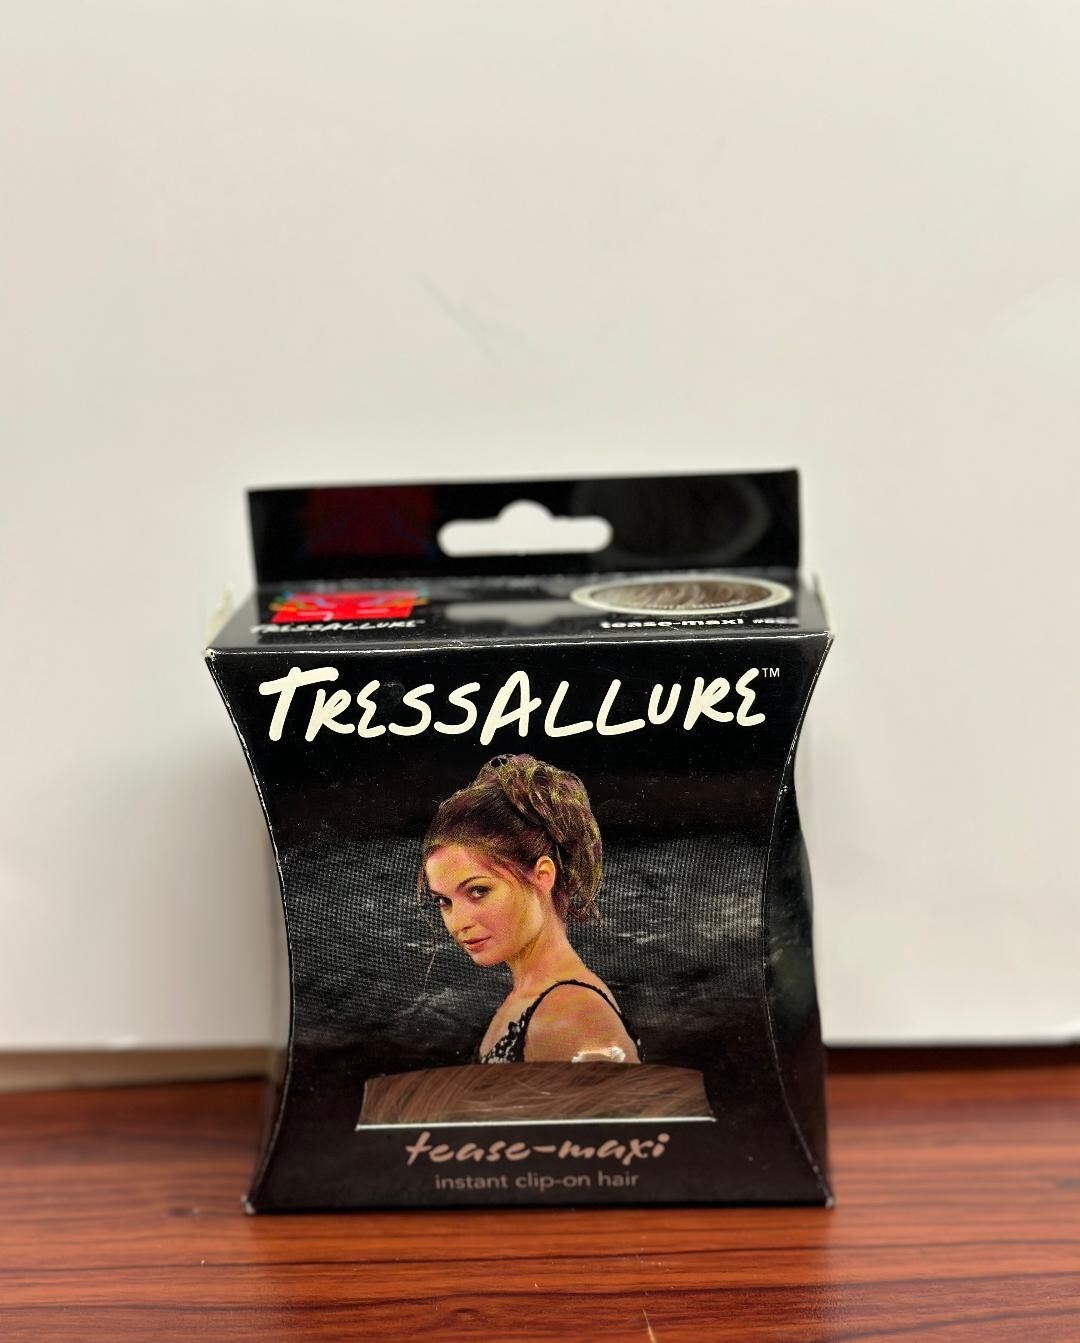 TRESSALLURE
tease-maxi
TRESSALLURE™
tease-maxi
instant clip-on hair